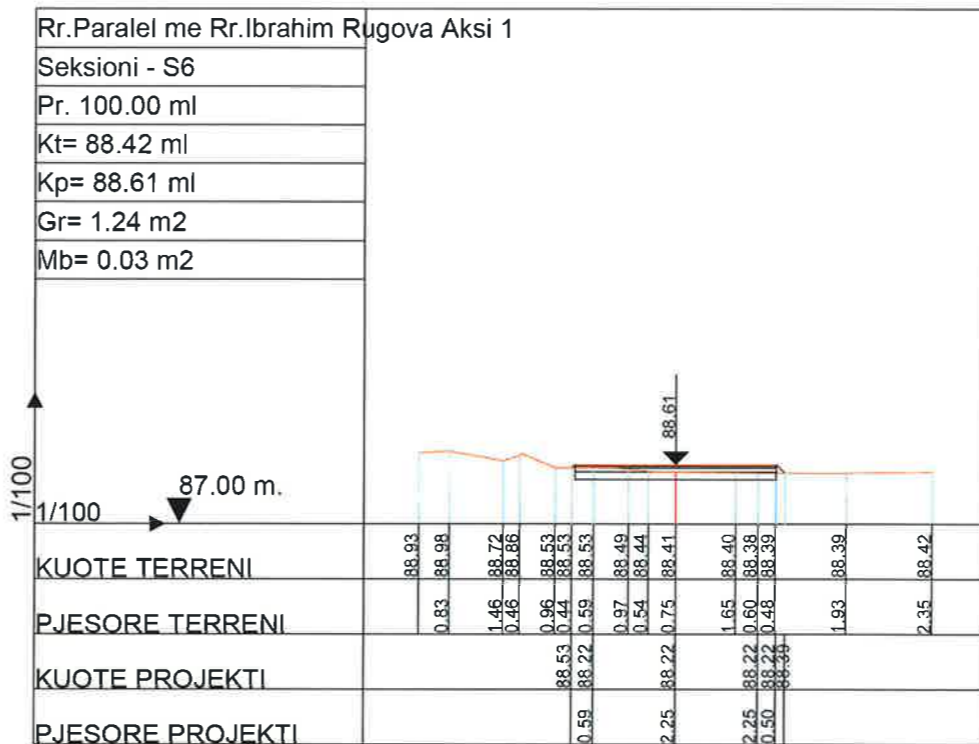 Rr.Paralel me Rr.Ibrahim Rugova Aksi 1
Seksioni - S6
Pr. 100.00 ml
Kt= 88.42 ml
Kp= 88.61 ml
Gr= 1.24 m2
Mb= 0.03 m2
88.61
87.00 m.
1/100
1/100
KUOTE TERRENI 88.93 88.98 88.72 88.86 88.53 88.53 88.53 88.49 88.44 88.41 88.40 88.38 88.39 88.39 88.42
PJESORE TERRENI 0.83 1.46 0.46 0.96 0.44 0.59 0.97 0.54 0.75 1.65 0.60 0.48 1.93 2.35
KUOTE PROJEKTI 88.53 88.22 88.22 88.22 88.22 88.39
PJESORE PROJEKTI 0.59 2.25 2.25 0.50